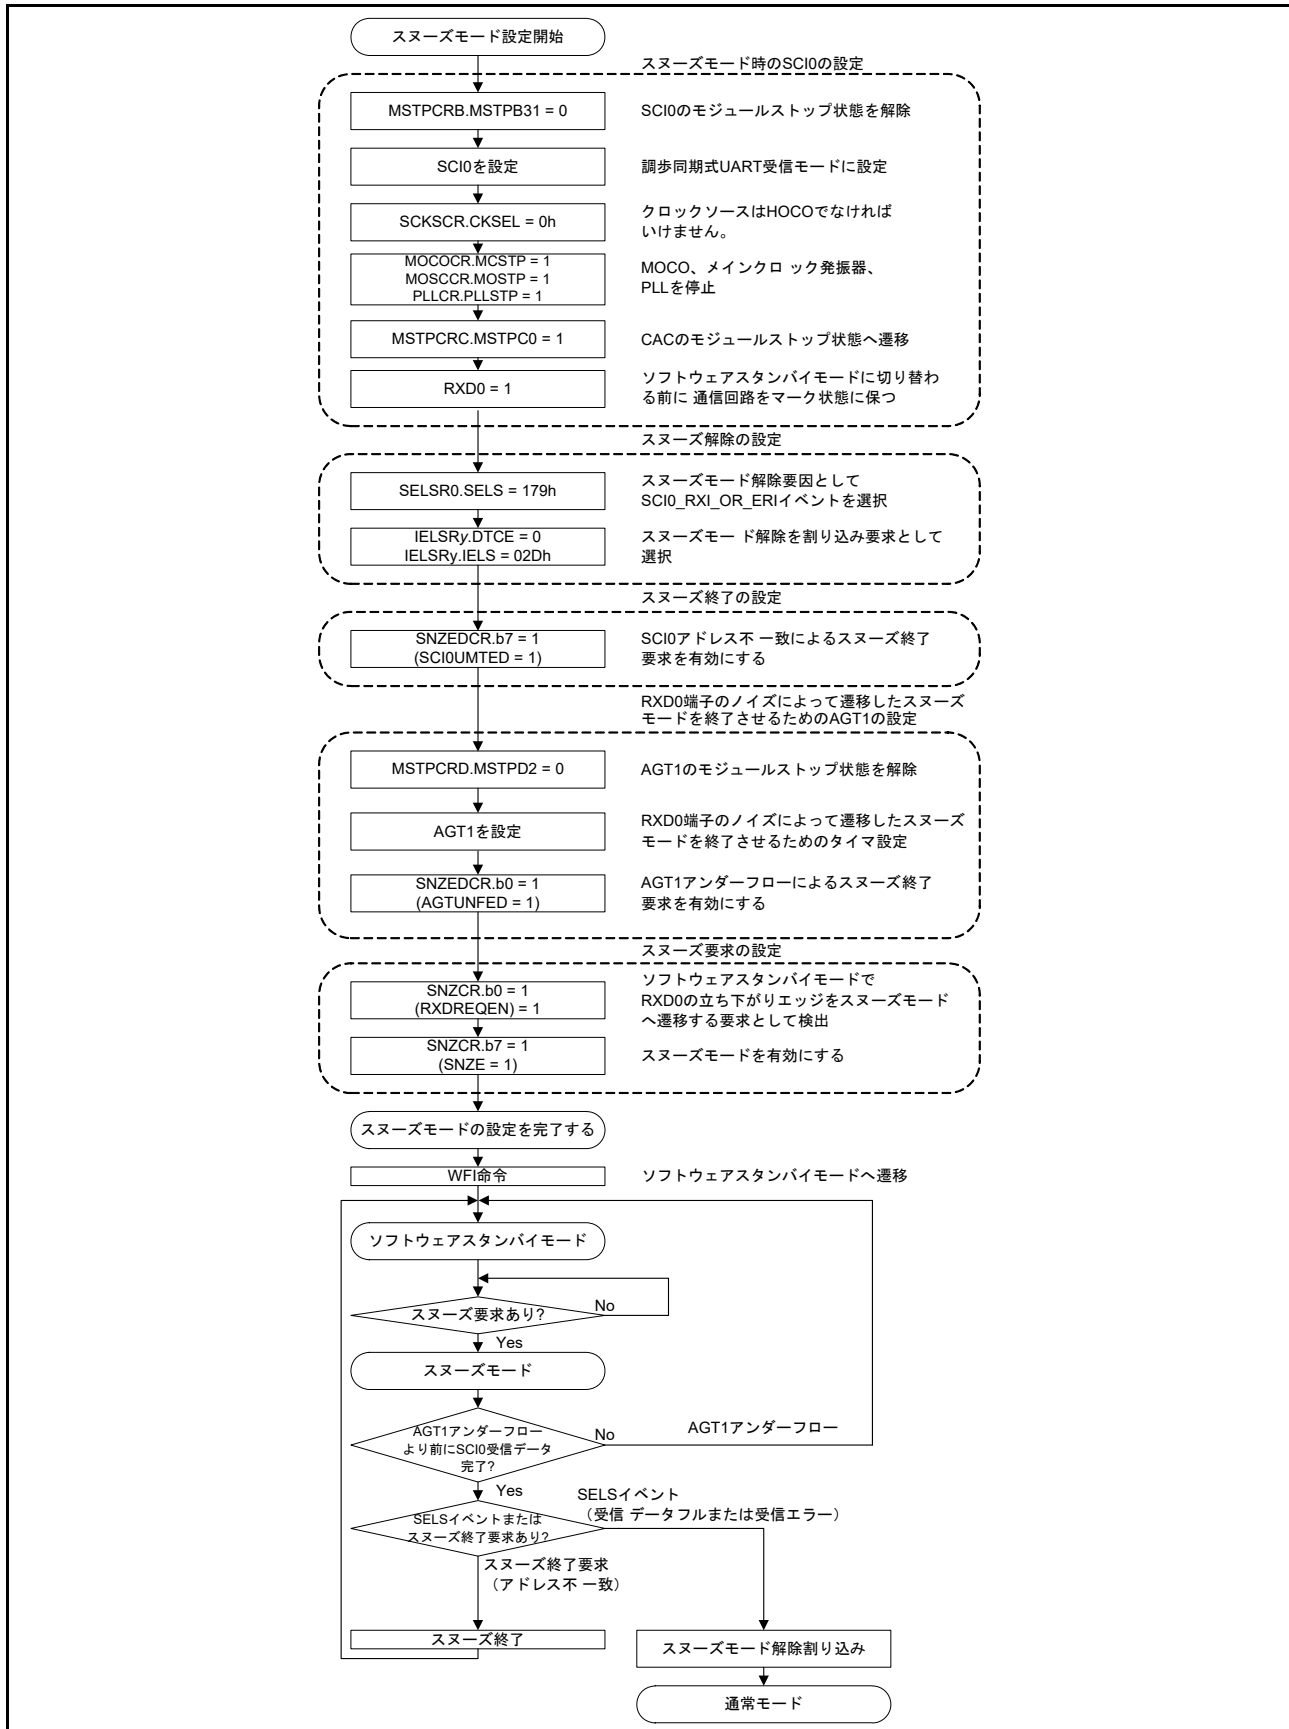 スヌーズモード設定開始
スヌーズモード時のSCI0の設定
MSTPCRB.MSTPB31 = 0
SCI0のモジュールストップ状態を解除
SCI0を設定
調歩同期式UART受信モードに設定
SCKSCR.CKSEL = 0h
クロックソースはHOCOでなければ
いけません。
MOCOCR.MCSTP = 1
MOSCCR.MOSTP = 1
PLLCR.PLLSTP = 1
MOCO、メインクロ ック発振器、
PLLを停止
MSTPCRC.MSTPC0 = 1
CACのモジュールストップ状態へ遷移
RXD0 = 1
ソフトウェアスタンバイモードに切り替わ
る前に 通信回路をマーク状態に保つ
スヌーズ解除の設定
SELSR0.SELS = 179h
スヌーズモード解除要因として
SCI0_RXI_OR_ERIイベントを選択
IELSRy.DTCE = 0
IELSRy.IELS = 02Dh
スヌーズモー ド解除を割り込み要求として
選択
スヌーズ終了の設定
SNZEDCR.b7 = 1
(SCI0UMTED = 1)
SCI0アドレス不 一致によるスヌーズ終了
要求を有効にする
RXD0端子のノイズによって遷移したスヌーズ
モードを終了させるためのAGT1の設定
MSTPCRD.MSTPD2 = 0
AGT1のモジュールストップ状態を解除
AGT1を設定
RXD0端子のノイズによって遷移したスヌーズ
モードを終了させるためのタイマ設定
SNZEDCR.b0 = 1
(AGTUNFED = 1)
AGT1アンダーフローによるスヌーズ終了
要求を有効にする
スヌーズ要求の設定
SNZCR.b0 = 1
(RXDREQEN) = 1
ソフトウェアスタンバイモードで
RXD0の立ち下がりエッジをスヌーズモード
へ遷移する要求として検出
SNZCR.b7 = 1
(SNZE = 1)
スヌーズモードを有効にする
スヌーズモードの設定を完了する
WFI命令
ソフトウェアスタンバイモードへ遷移
ソフトウェアスタンバイモード
スヌーズ要求あり?
No
Yes
スヌーズモード
AGT1アンダーフロー
より前にSCI0受信データ
完了?
No
AGT1アンダーフロー
Yes
SELSイベントまたは
スヌーズ終了要求あり?
SELSイベント
（受信 データフルまたは受信エラー）
スヌーズ終了要求
（アドレス不 一致）
スヌーズ終了
スヌーズモード解除割り込み
通常モード